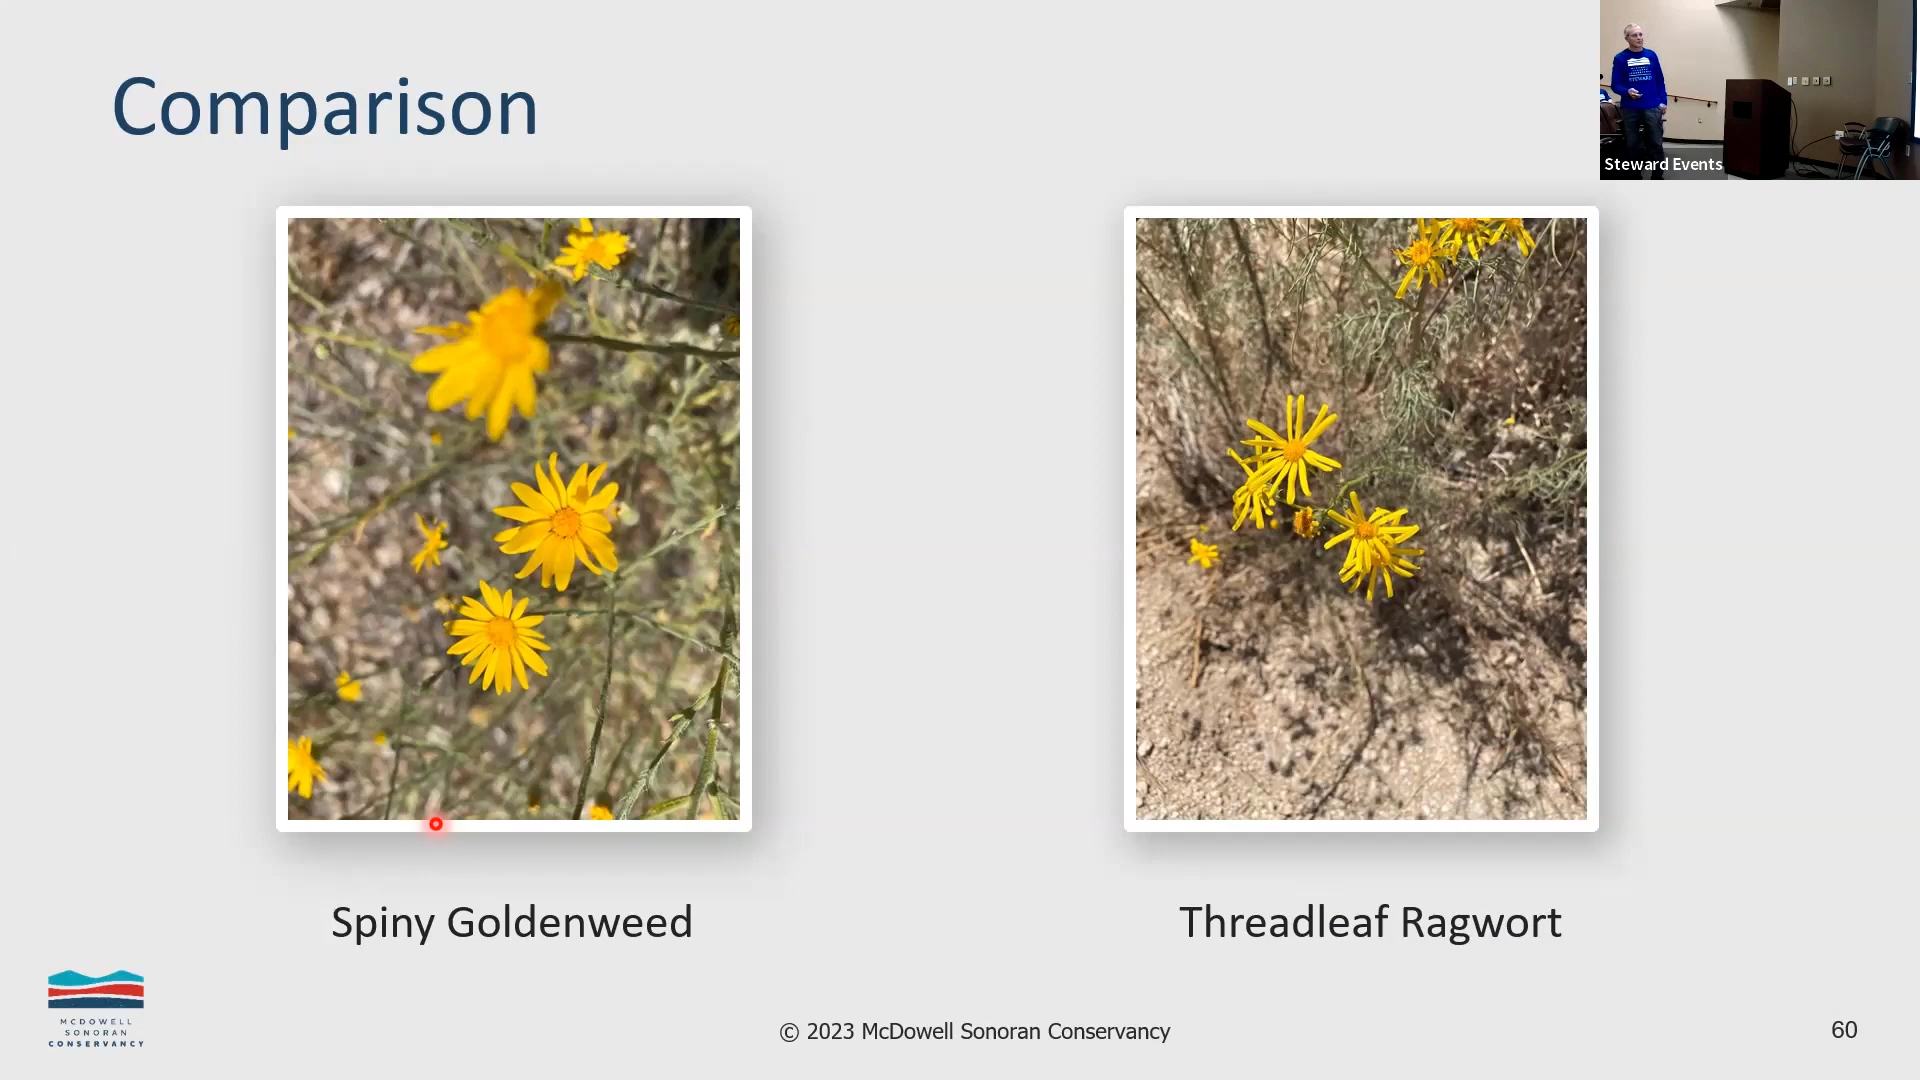 Comparison
Steward Events
Spiny Goldenweed
Threadleaf Ragwort
MCDOWELL
SONORAN
CONSERVANCY
© 2023 McDowell Sonoran Conservancy
60